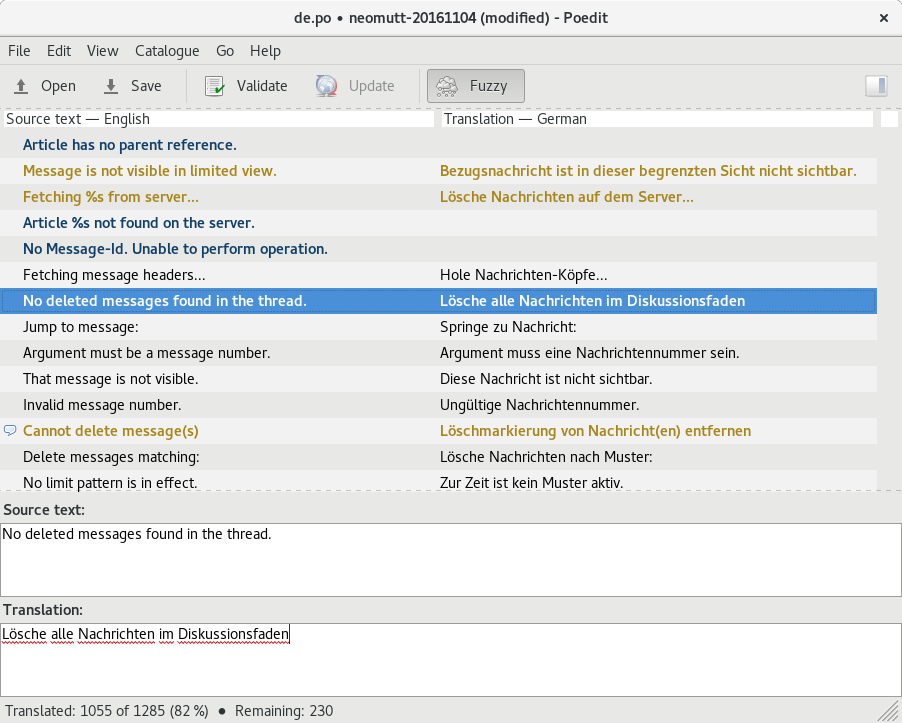 de.po • neomutt-20161104 (modified) - Poedit
File Edit View Catalogue Go Help
Open Save Validate Update Fuzzy
Source text — English Translation — German
Article has no parent reference.
Message is not visible in limited view. Bezugsnachricht ist in dieser begrenzten Sicht nicht sichtbar.
Fetching %s from server... Lösche Nachrichten auf dem Server...
Article %s not found on the server.
No Message-Id. Unable to perform operation.
Fetching message headers... Hole Nachrichten-Köpfe...
No deleted messages found in the thread. Lösche alle Nachrichten im Diskussionsfaden
Jump to message: Springe zu Nachricht:
Argument must be a message number. Argument muss eine Nachrichtennummer sein.
That message is not visible. Diese Nachricht ist nicht sichtbar.
Invalid message number. Ungültige Nachrichtennummer.
Cannot delete message(s) Löschmarkierung von Nachricht(en) entfernen
Delete messages matching: Lösche Nachrichten nach Muster:
No limit pattern is in effect. Zur Zeit ist kein Muster aktiv.
Source text:
No deleted messages found in the thread.
Translation:
Lösche alle Nachrichten im Diskussionsfaden
Translated: 1055 of 1285 (82 %) • Remaining: 230